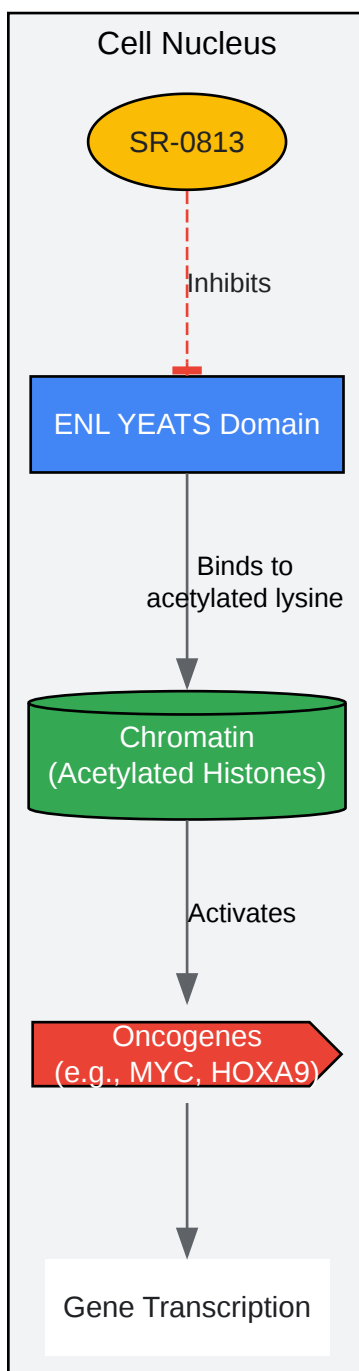 Cell Nucleus
SR-0813
Inhibits
ENL YEATS Domain
Binds to
acetylated lysine
Chromatin
(Acetylated Histones)
Activates
Oncogenes
(e.g., MYC, HOXA9)
Gene Transcription